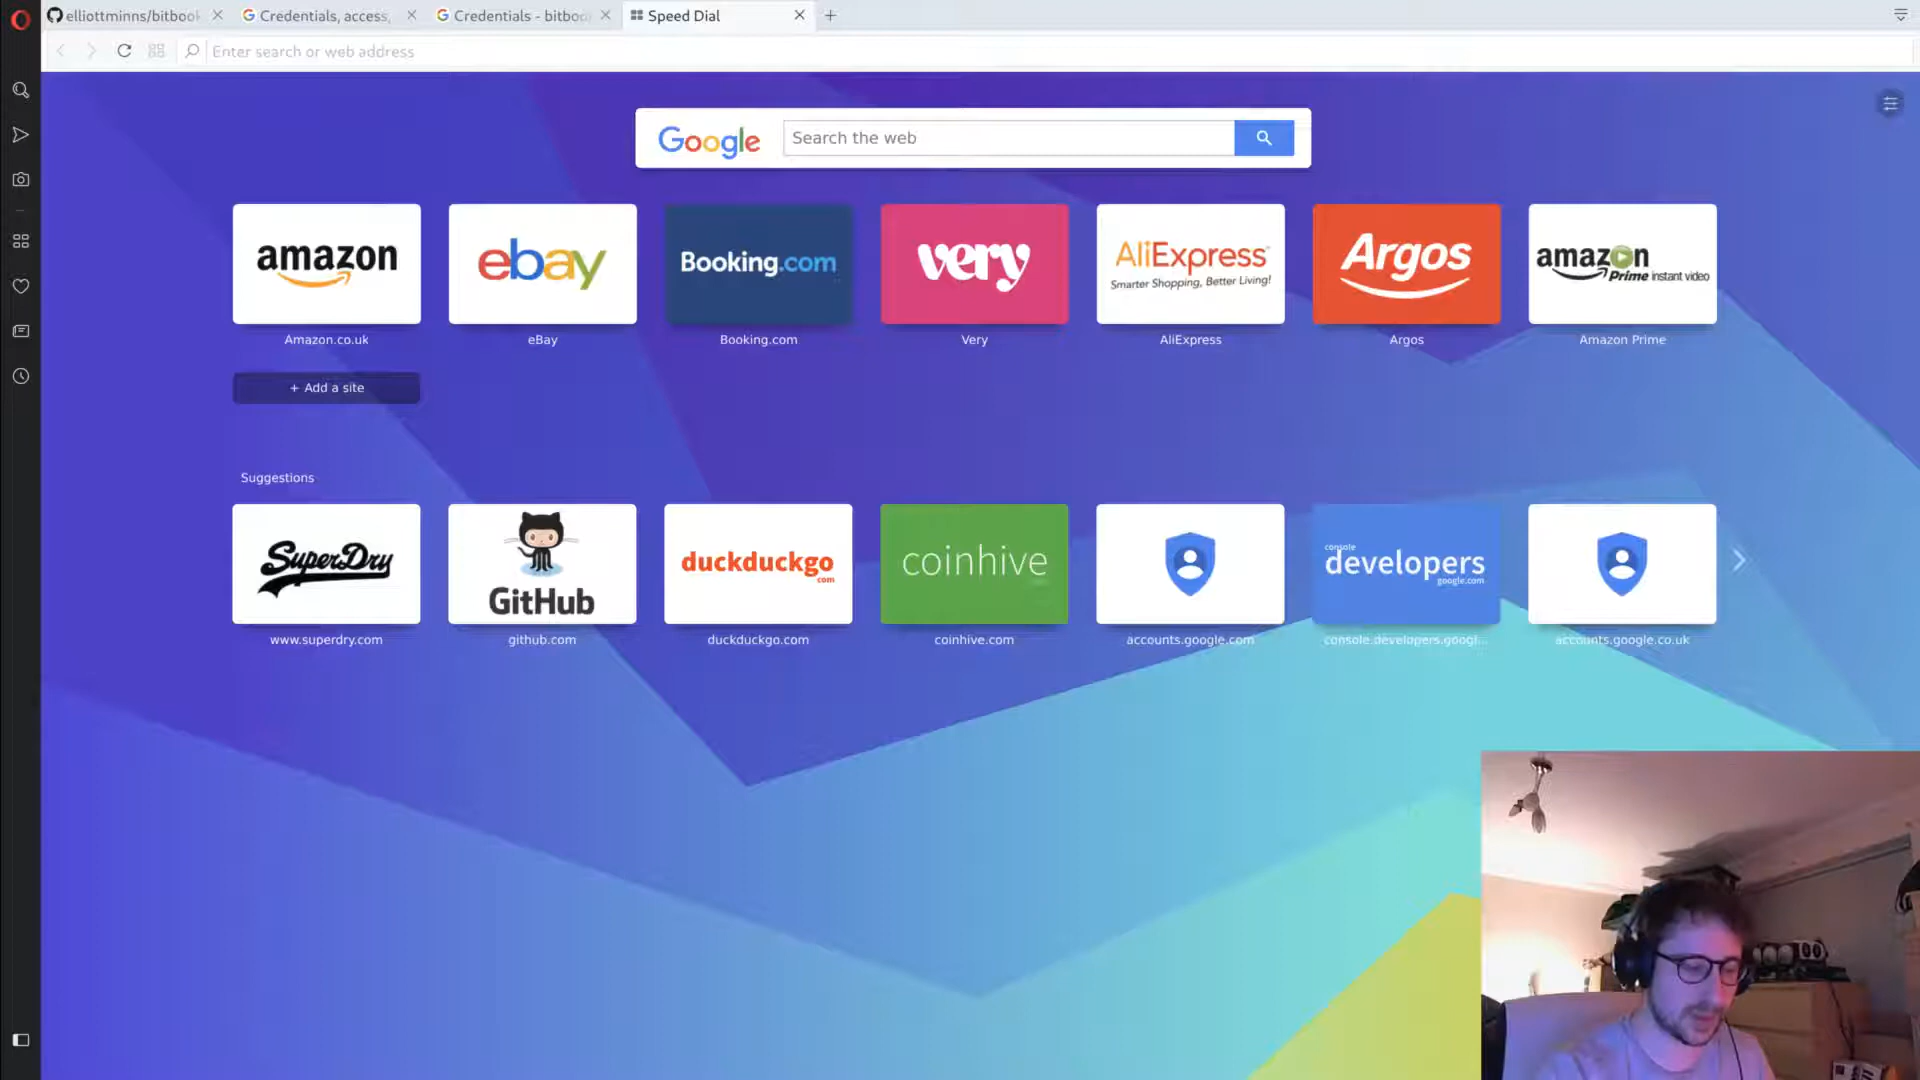 elliottminns/bitbook
Credentials, access,
Credentials - bitboo
Speed Dial
Enter search or web address
Google
Search the web
amazon
ebay
Booking.com
very
AliExpress
Smarter Shopping, Better Living!
Argos
amazon
Prime instant video
Amazon.co.uk
eBay
Booking.com
Very
AliExpress
Argos
Amazon Prime
+ Add a site
Suggestions
SuperDry
GitHub
duckduckgo
com
coinhive
console
developers
google.com
www.superdry.com
github.com
duckduckgo.com
coinhive.com
accounts.google.com
console.developers.googl...
accounts.google.co.uk